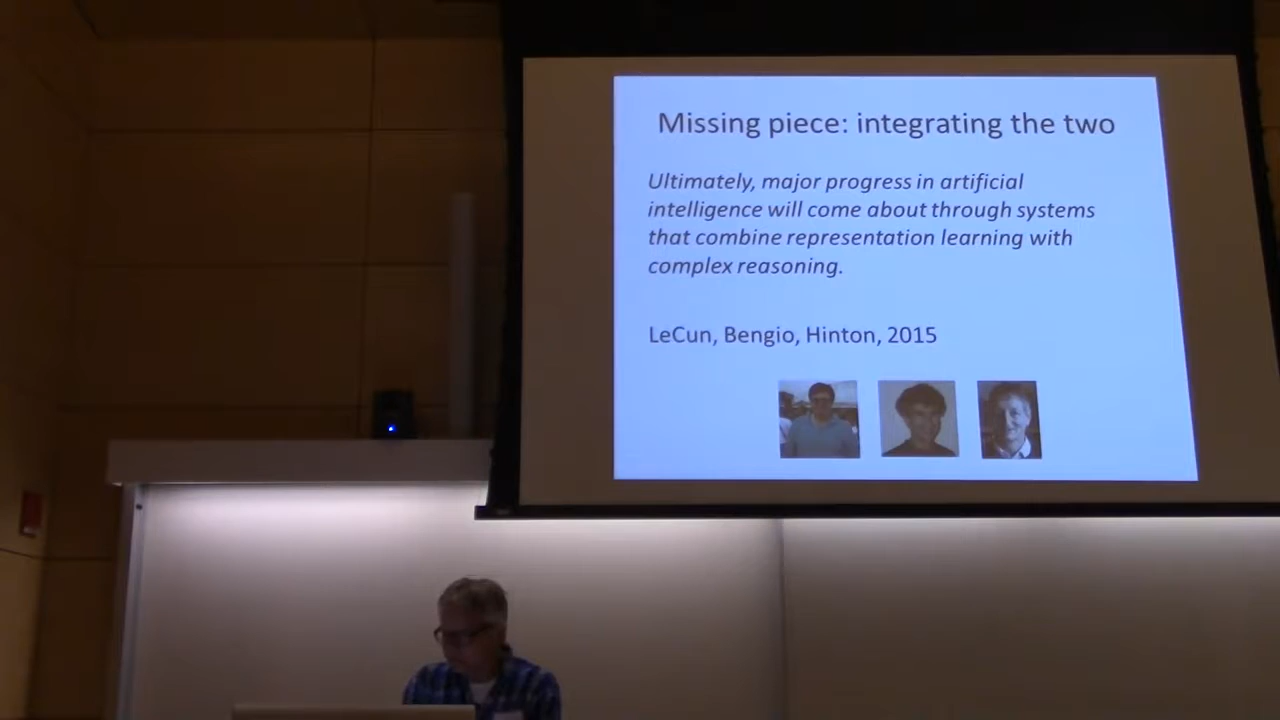 Missing piece: integrating the two
Ultimately, major progress in artificial
intelligence will come about through systems
that combine representation learning with
complex reasoning.
LeCun, Bengio, Hinton, 2015